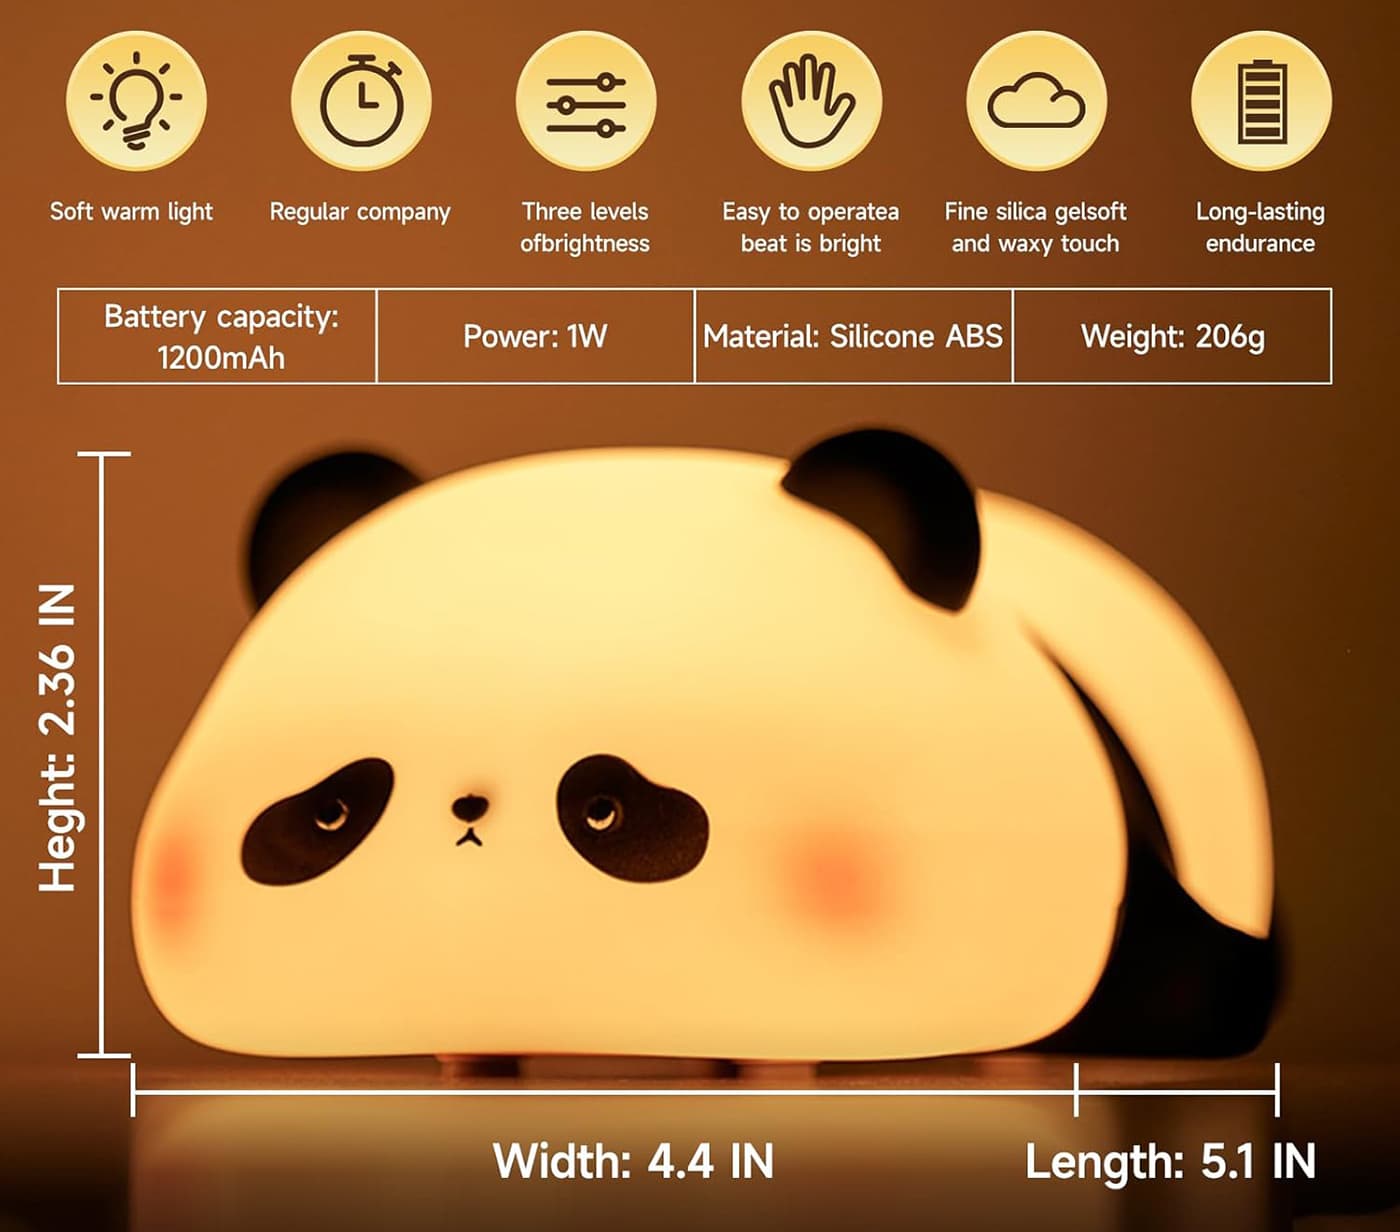 Soft warm light
Regular company
Three levels
ofbrightness
Easy to operatea
beat is bright
Fine silica gelsoft
and waxy touch
Long-lasting
endurance
Battery capacity:
1200mAh
Power: 1W
Material: Silicone ABS
Weight: 206g
Heght: 2.36 IN
Width: 4.4 IN
Length: 5.1 IN